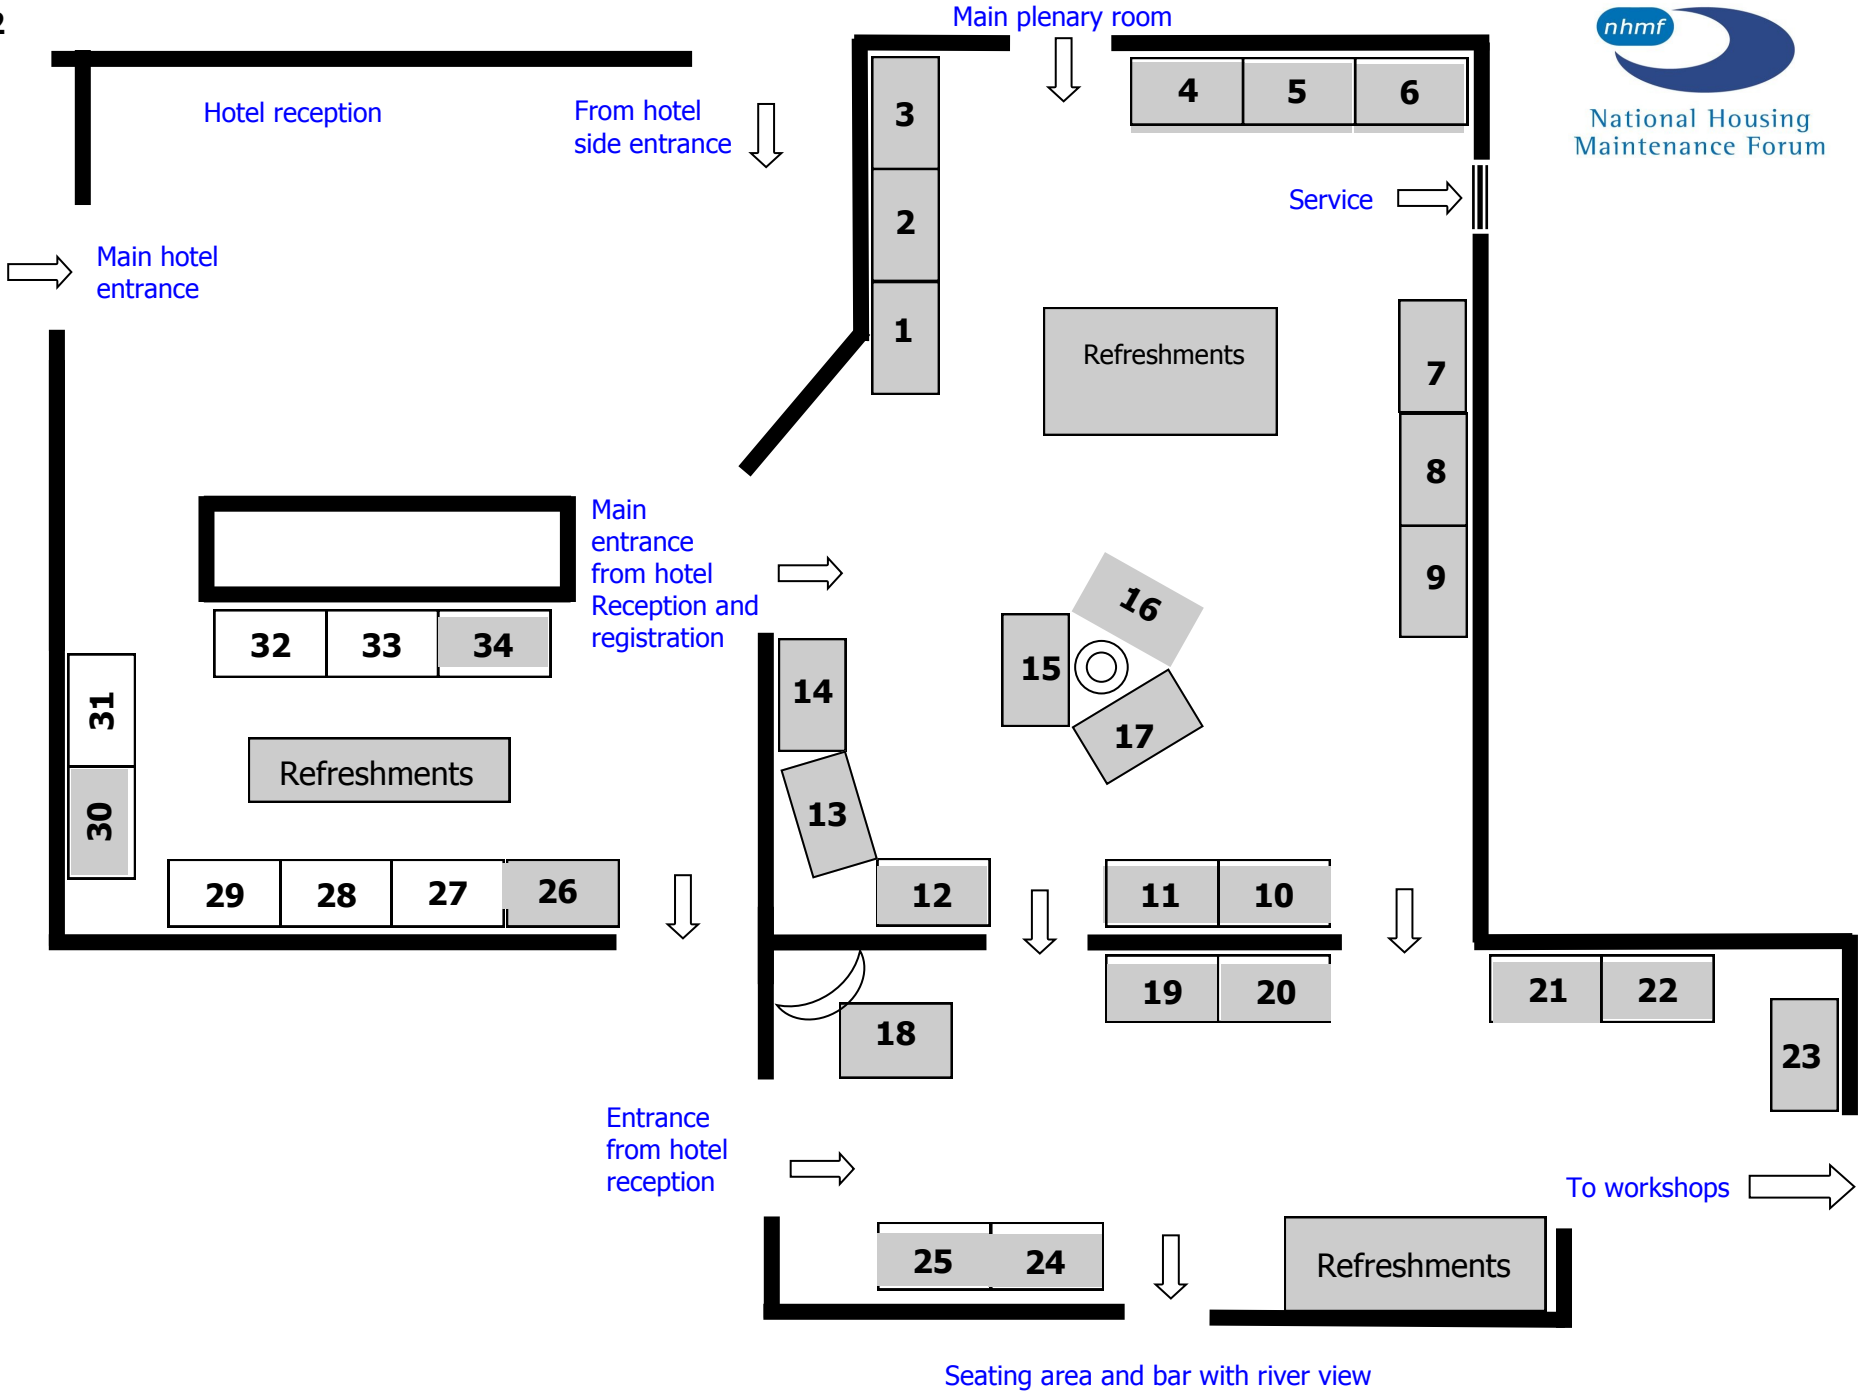 2
Main plenary room
nhmf
National Housing
Maintenance Forum
Hotel reception
From hotel
side entrance
3
4 5 6
2
Service
Main hotel
entrance
1
Refreshments
7
8
9
Main
entrance
from hotel
Reception and
registration
16
15
17
32 33 34
14
31
Refreshments
13
30
29 28 27 26
12
11 10
19 20
21 22
18
23
Entrance
from hotel
reception
To workshops
25 24
Refreshments
Seating area and bar with river view